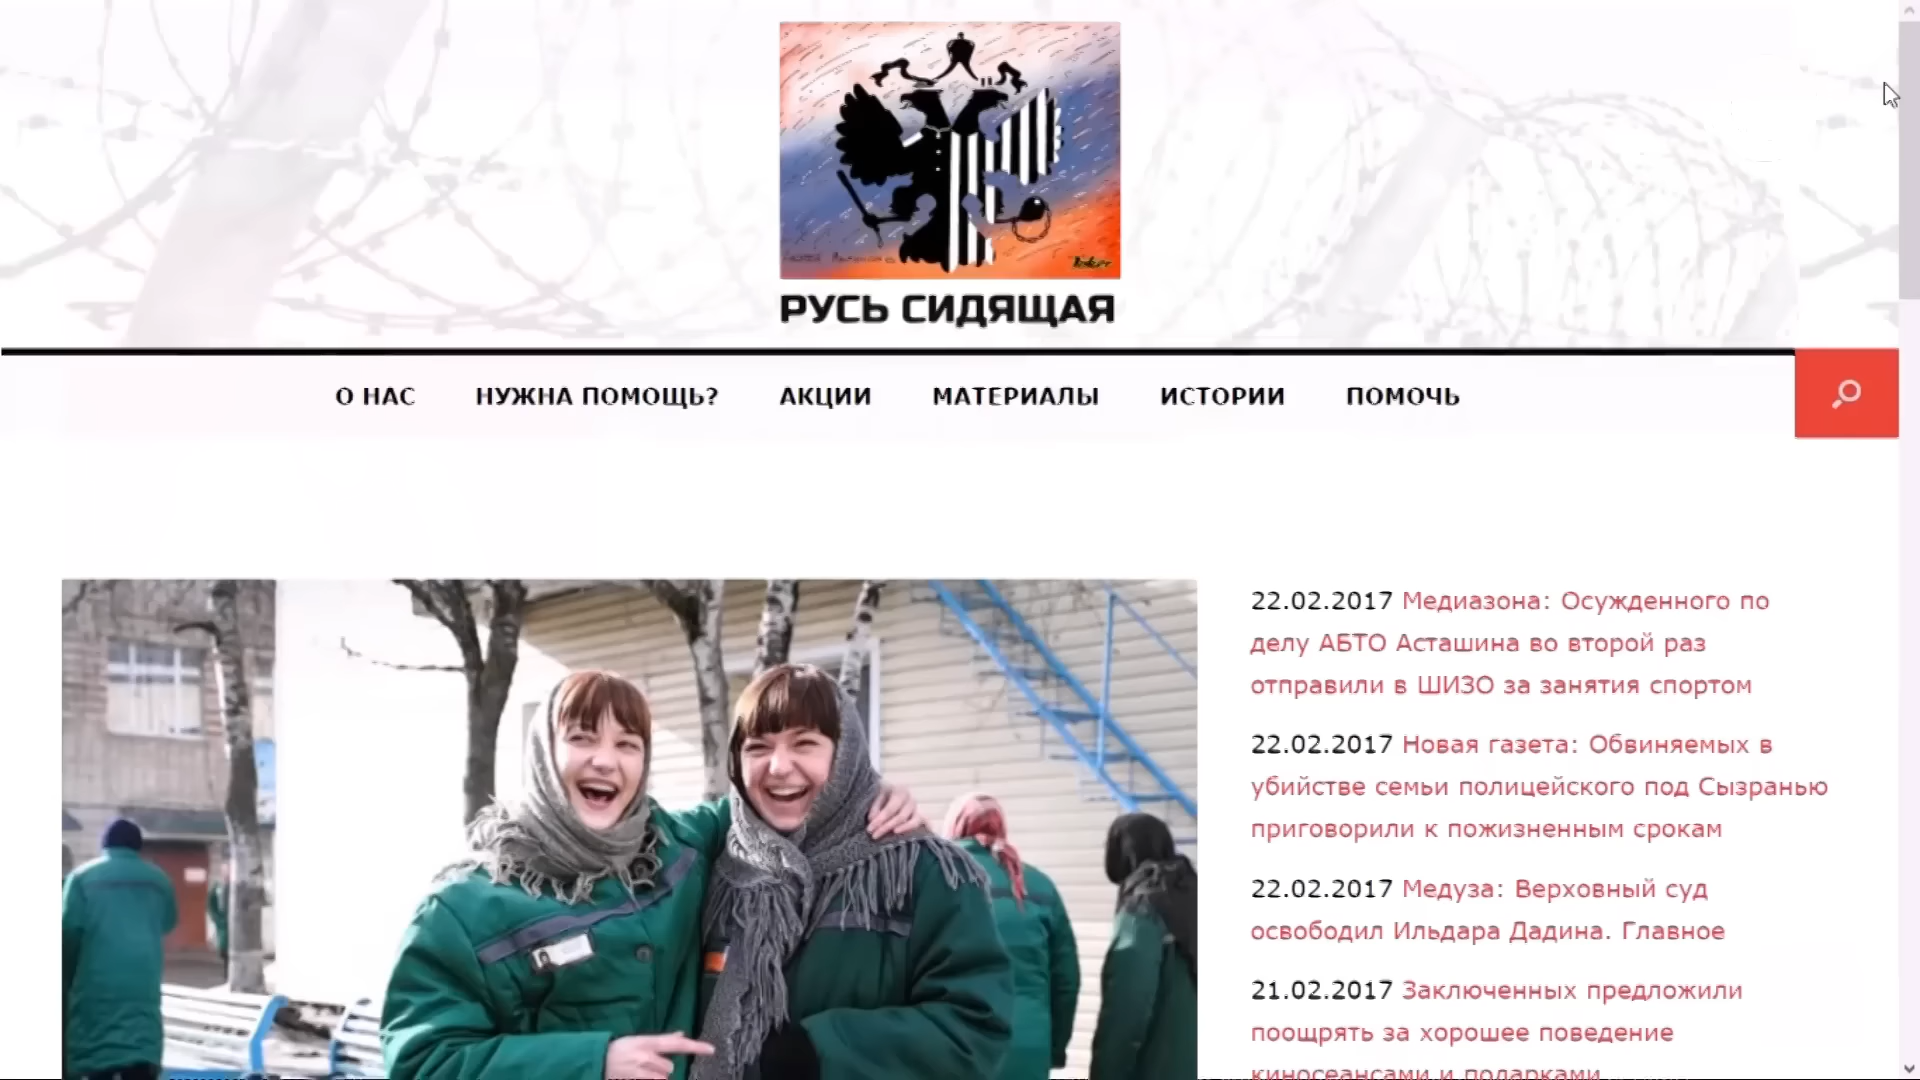 РУСЬ СИДЯЩАЯ
О НАС НУЖНА ПОМОЩЬ? АКЦИИ МАТЕРИАЛЫ ИСТОРИИ ПОМОЧЬ
22.02.2017 Медиазона: Осужденного по
делу АБТО Асташина во второй раз
отправили в ШИЗО за занятия спортом
22.02.2017 Новая газета: Обвиняемых в
убийстве семьи полицейского под Сызранью
приговорили к пожизненным срокам
22.02.2017 Медуза: Верховный суд
освободил Ильдара Дадина. Главное
21.02.2017 Заключенных предложили
поощрять за хорошее поведение
киносеансами и подарками